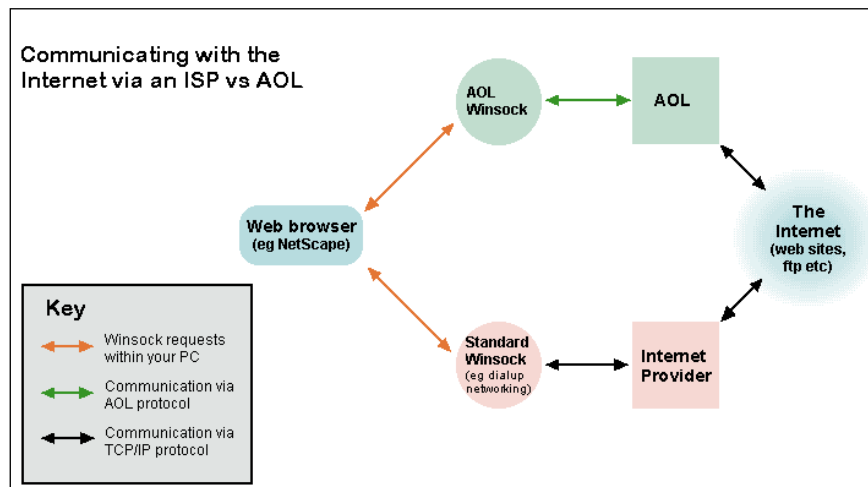 Communicating with the
Internet via an ISP vs AOL
AOL
Winsock
AOL
Web browser
(eg NetScape)
The
Internet
(web sites,
ftp etc)
Standard
Winsock
(eg dialup
networking)
Internet
Provider
Key
Winsock requests
within your PC
Communication via
AOL protocol
Communication via
TCP/IP protocol